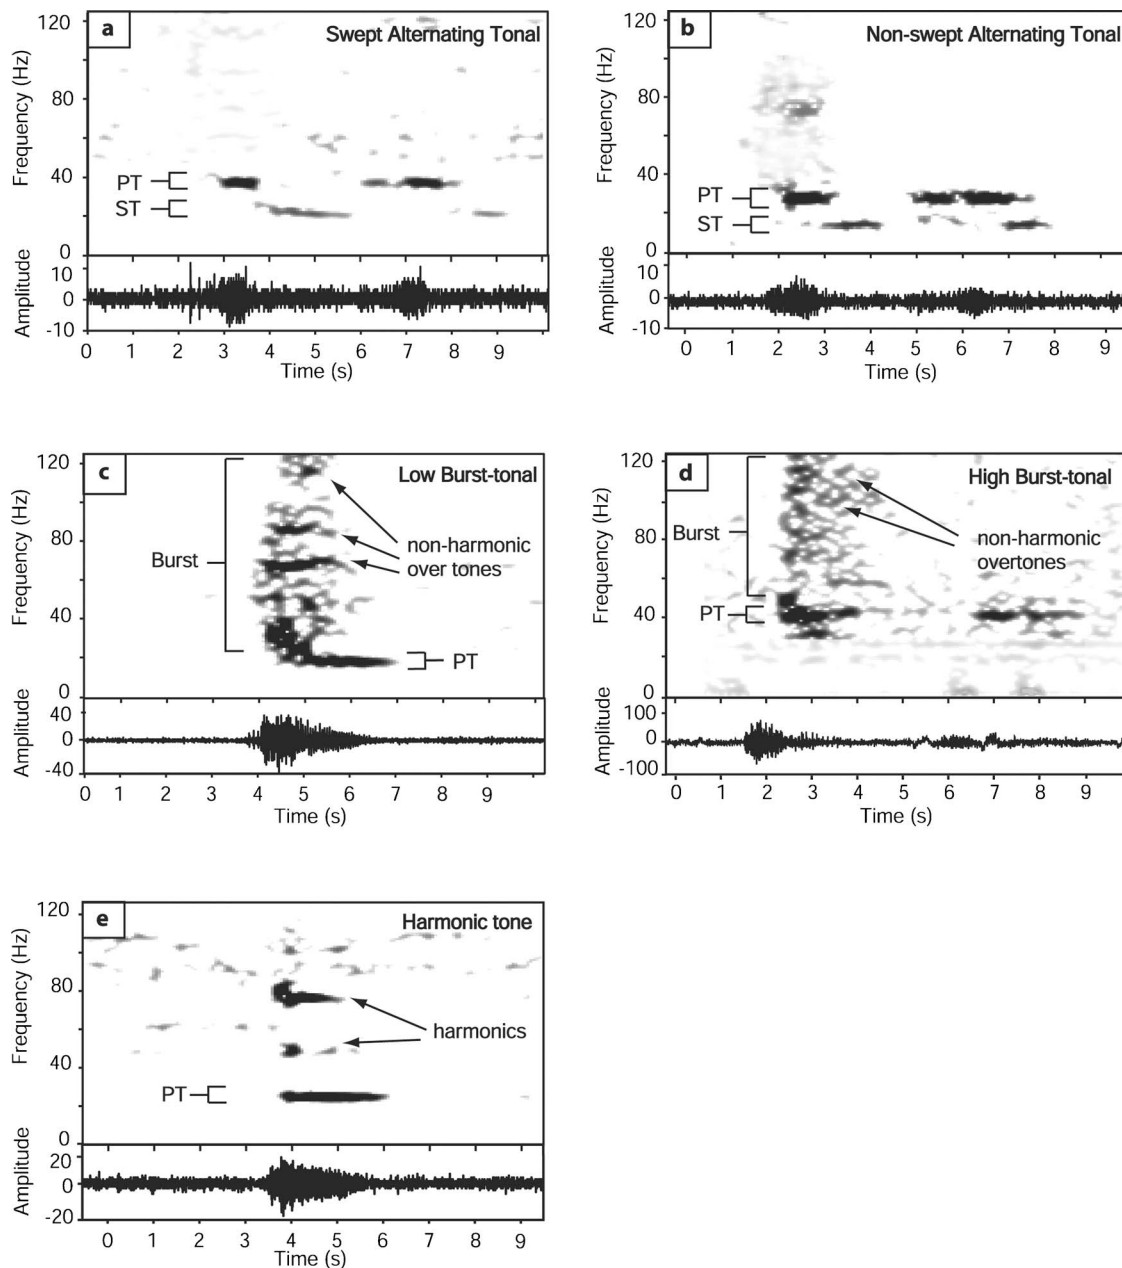 a
Swept Alternating Tonal
Frequency (Hz)
120
80
40
0
PT
ST
Amplitude
10
0
-10
0 1 2 3 4 5 6 7 8 9
Time (s)
b
Non-swept Alternating Tonal
Frequency (Hz)
120
80
40
0
PT
ST
Amplitude
10
0
-10
0 1 2 3 4 5 6 7 8 9
Time (s)
c
Low Burst-tonal
Frequency (Hz)
120
80
40
0
Burst
non-harmonic
over tones
PT
Amplitude
40
0
-40
0 1 2 3 4 5 6 7 8 9
Time (s)
d
High Burst-tonal
Frequency (Hz)
120
80
40
0
Burst
non-harmonic
overtones
PT
Amplitude
100
0
-100
0 1 2 3 4 5 6 7 8 9
Time (s)
e
Harmonic tone
Frequency (Hz)
120
80
40
0
harmonics
PT
Amplitude
20
0
-20
0 1 2 3 4 5 6 7 8 9
Time (s)